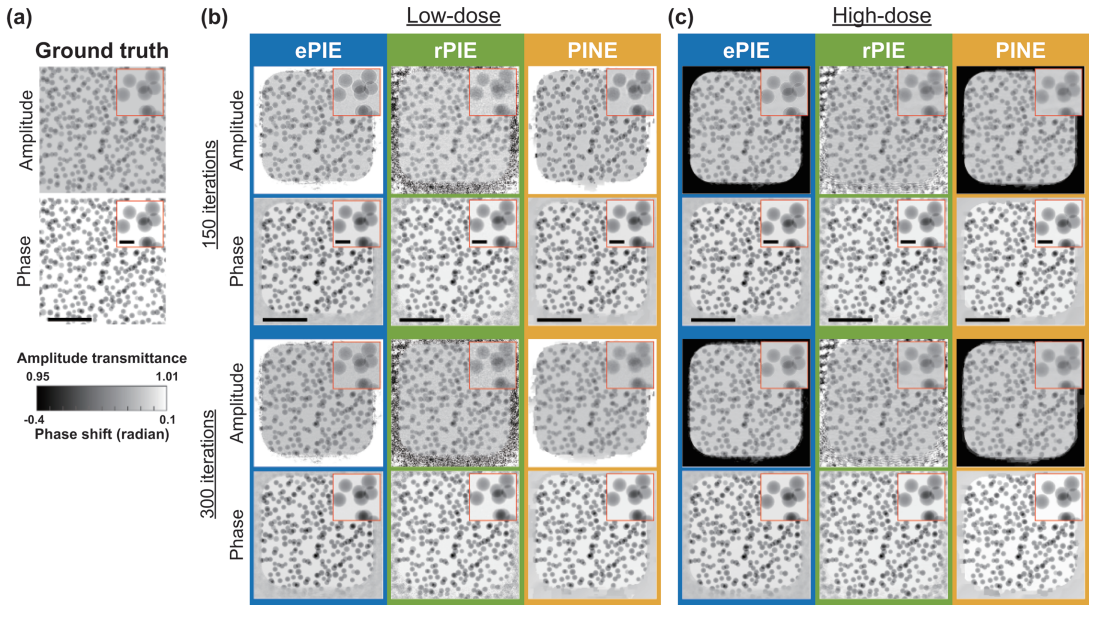 (a)
Ground truth
Amplitude
Phase
Amplitude transmittance
0.95 1.01
-0.4 0.1
Phase shift (radian)
(b)
Low-dose
ePIE rPIE PINE
150 iterations
Amplitude
Phase
300 iterations
Amplitude
Phase
(c)
High-dose
ePIE rPIE PINE